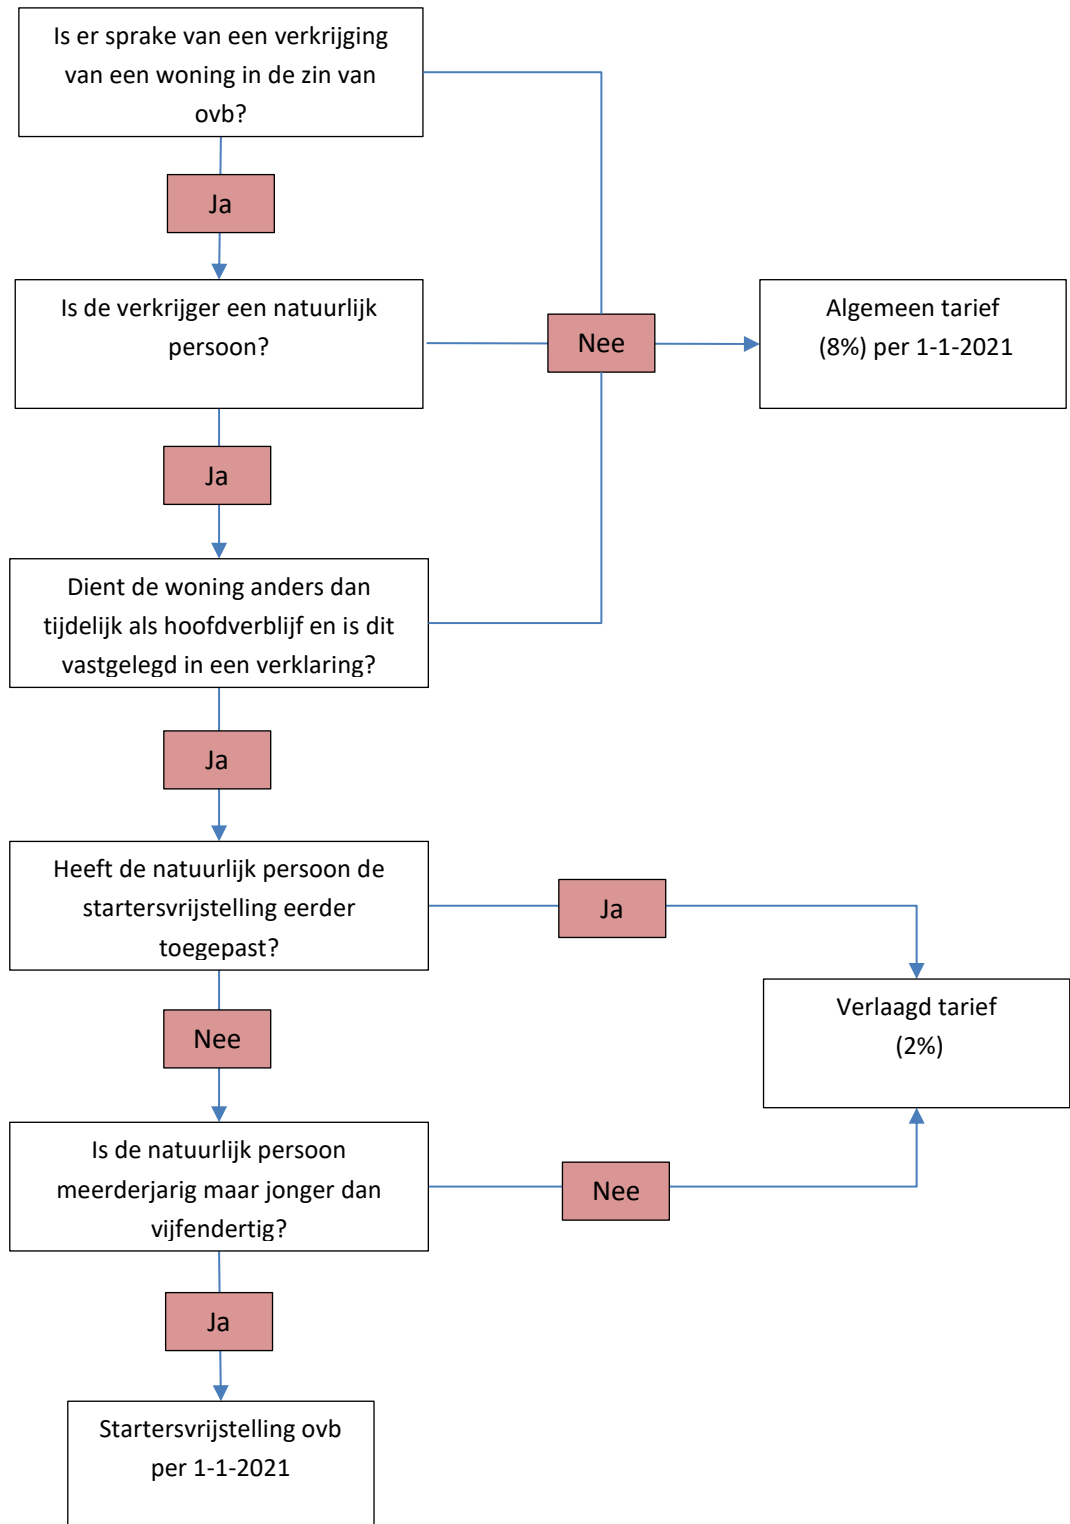 Is er sprake van een verkrijging
van een woning in de zin van
ovb?
Ja
Is de verkrijger een natuurlijk
persoon?
Nee
Algemeen tarief
(8%) per 1-1-2021
Ja
Dient de woning anders dan
tijdelijk als hoofdverblijf en is dit
vastgelegd in een verklaring?
Ja
Heeft de natuurlijk persoon de
startersvrijstelling eerder
toegepast?
Ja
Verlaagd tarief
(2%)
Nee
Is de natuurlijk persoon
meerderjarig maar jonger dan
vijfendertig?
Nee
Ja
Startersvrijstelling ovb
per 1-1-2021